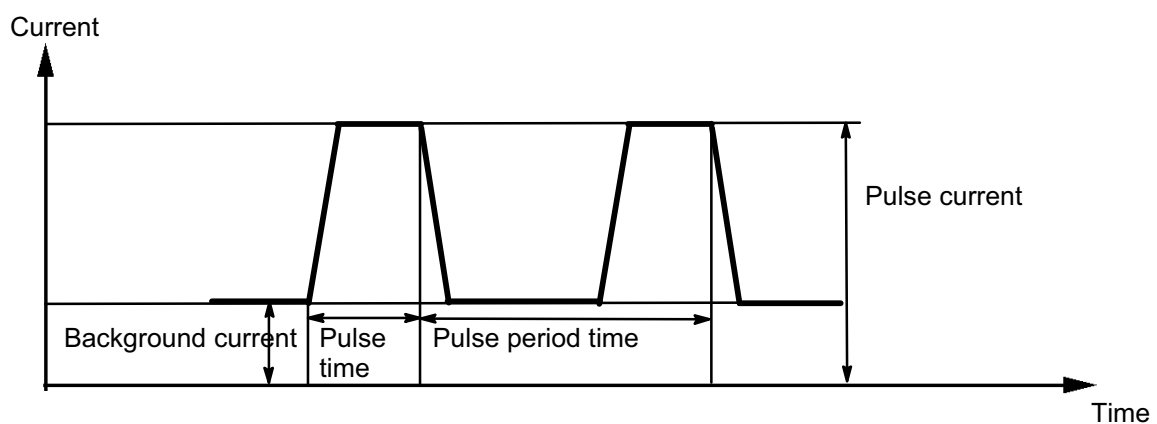 Current
Pulse current
Background current
Pulse
time
Pulse period time
Time